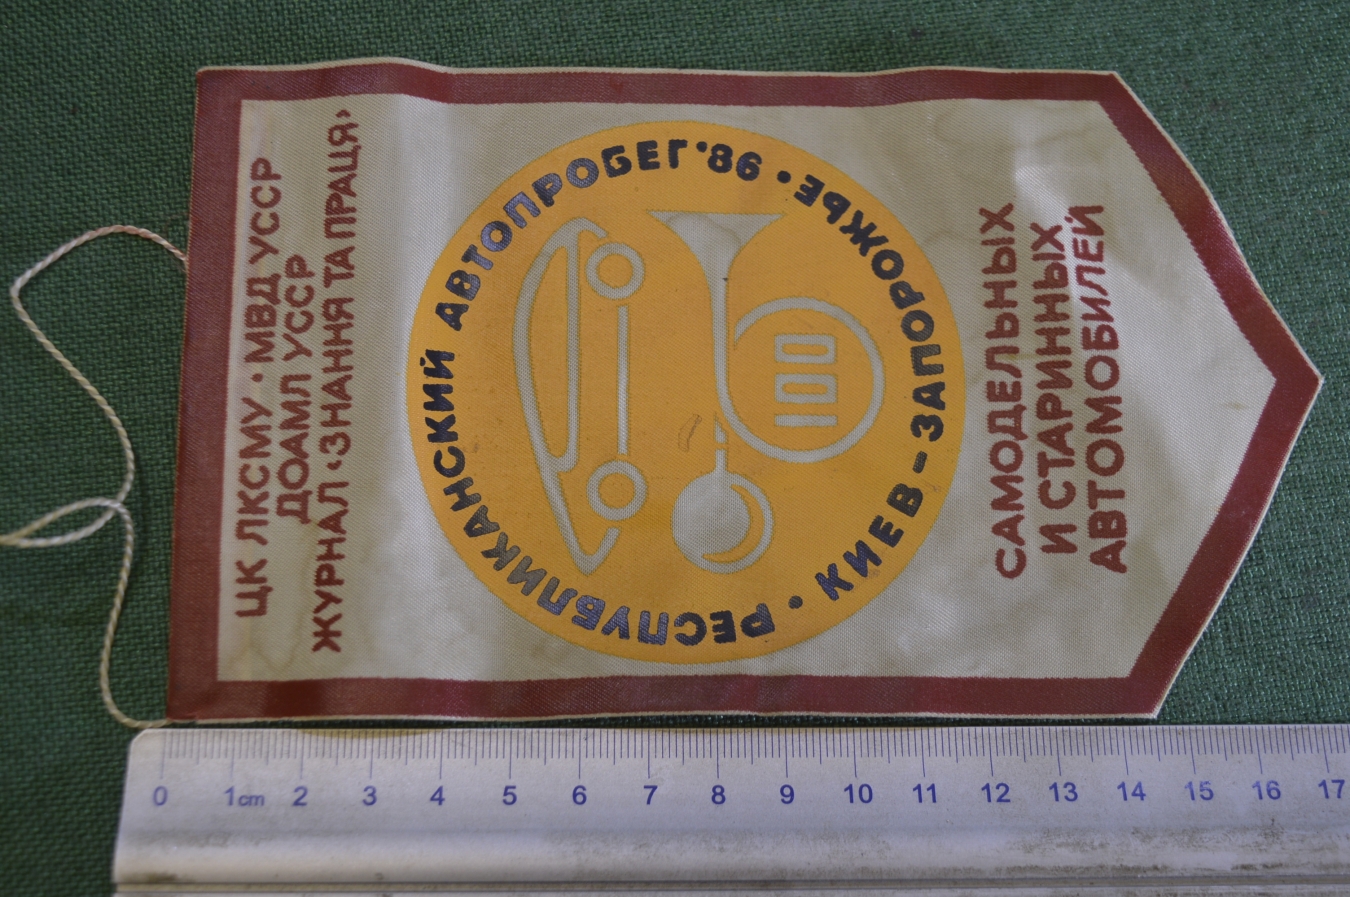 ЦК ЛКСМУ · МВД УССР
ДОАМЛ УССР
ЖУРНАЛ ‹ЗНАННЯ ТА ПРАЦЯ›
РЕСПУБЛИКАНСКИЙ АВТОПРОБЕГ '86 • КИЕВ - ЗАПОРОЖЬЕ •
100
САМОДЕЛЬНЫХ
И СТАРИННЫХ
АВТОМОБИЛЕЙ
0 1cm 2 3 4 5 6 7 8 9 10 11 12 13 14 15 16 17